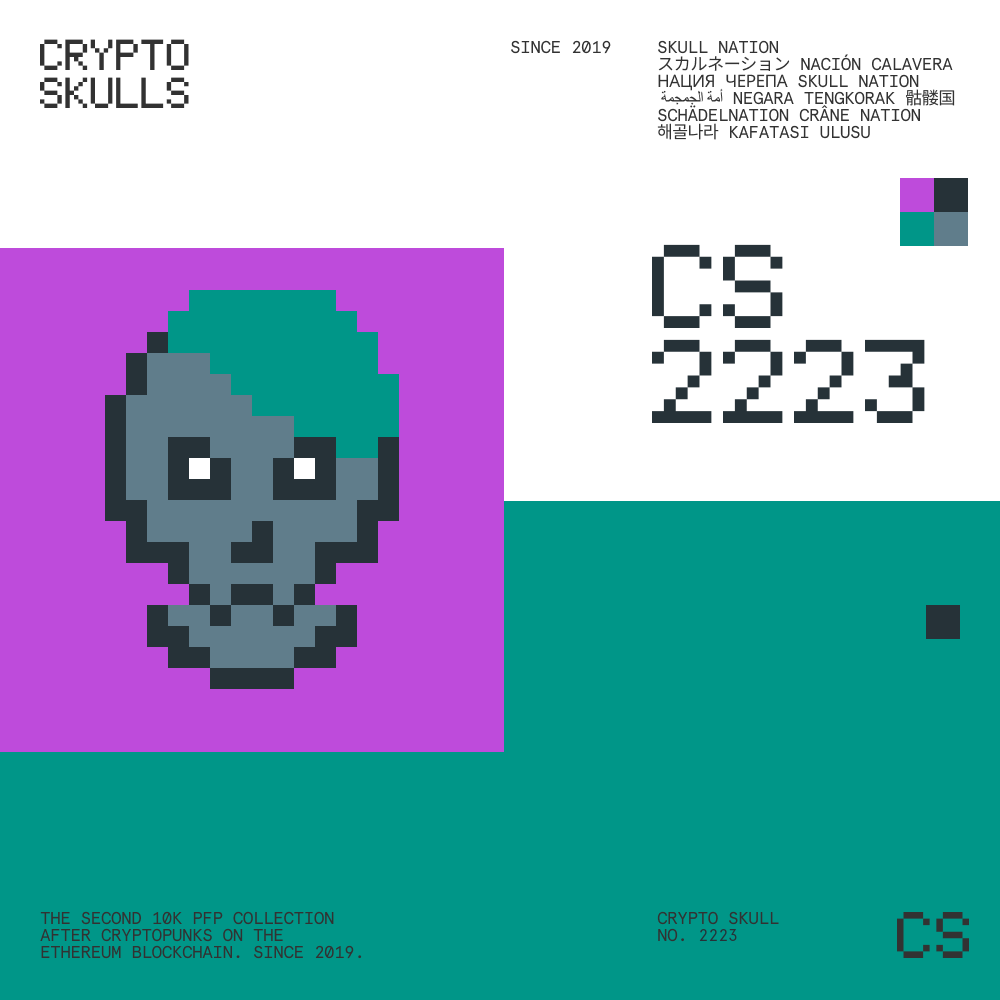 CRYPTO
SKULLS
SINCE 2019
SKULL NATION
スカルネーション NACIÓN CALAVERA
НАЦИЯ ЧЕРЕПА SKULL NATION
أمة الجمجمة NEGARA TENGKORAK 骷髅国
SCHÄDELNATION CRÂNE NATION
해골나라 KAFATASI ULUSU
CS
2223
THE SECOND 10K PFP COLLECTION
AFTER CRYPTOPUNKS ON THE
ETHEREUM BLOCKCHAIN. SINCE 2019.
CRYPTO SKULL
NO. 2223
CS